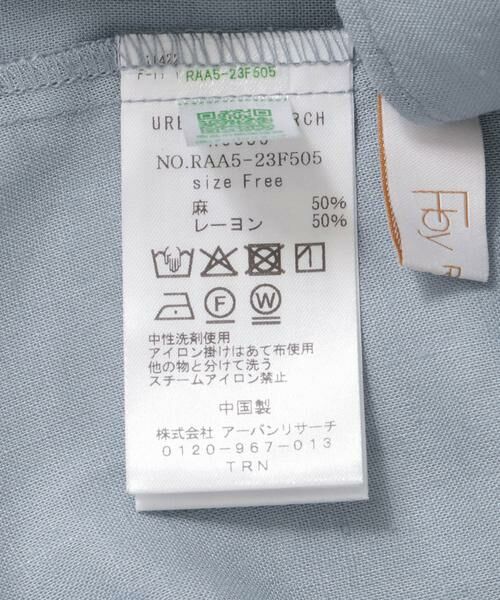 RAA5-23F505
NO.RAA5-23F505
size Free
麻 50%
レーヨン 50%
F W
中性洗剤使用
アイロン掛けはあて布使用
他の物と分けて洗う
スチームアイロン禁止
中国製
株式会社 アーバンリサーチ
0120-967-013
TRN
by